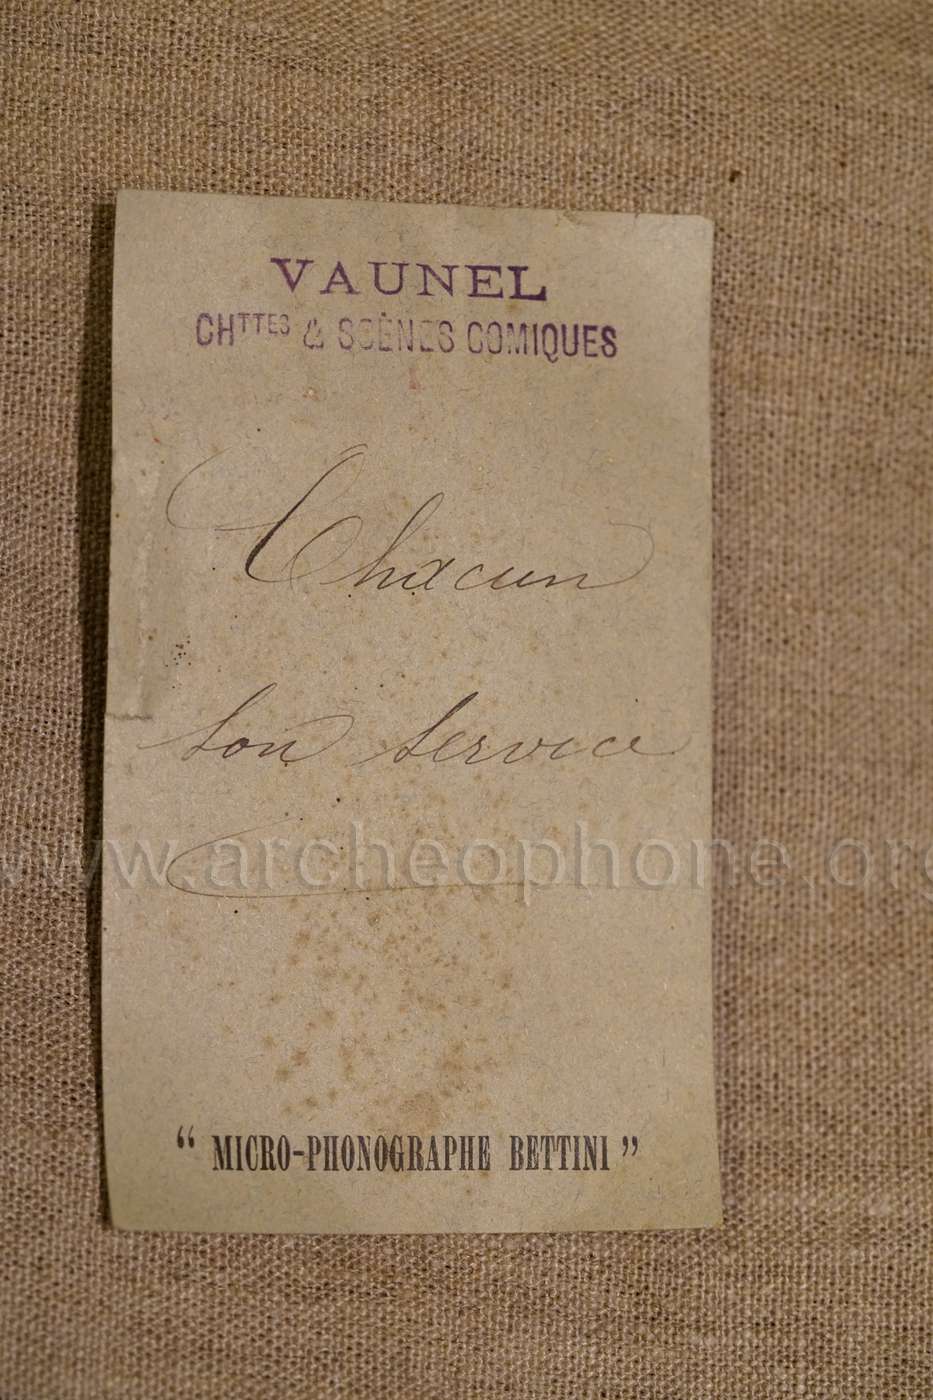 VAUNEL
CHTTES & SCÈNES COMIQUES
Chacun
son service
www.archeophone.org
" MICRO-PHONOGRAPHE BETTINI "